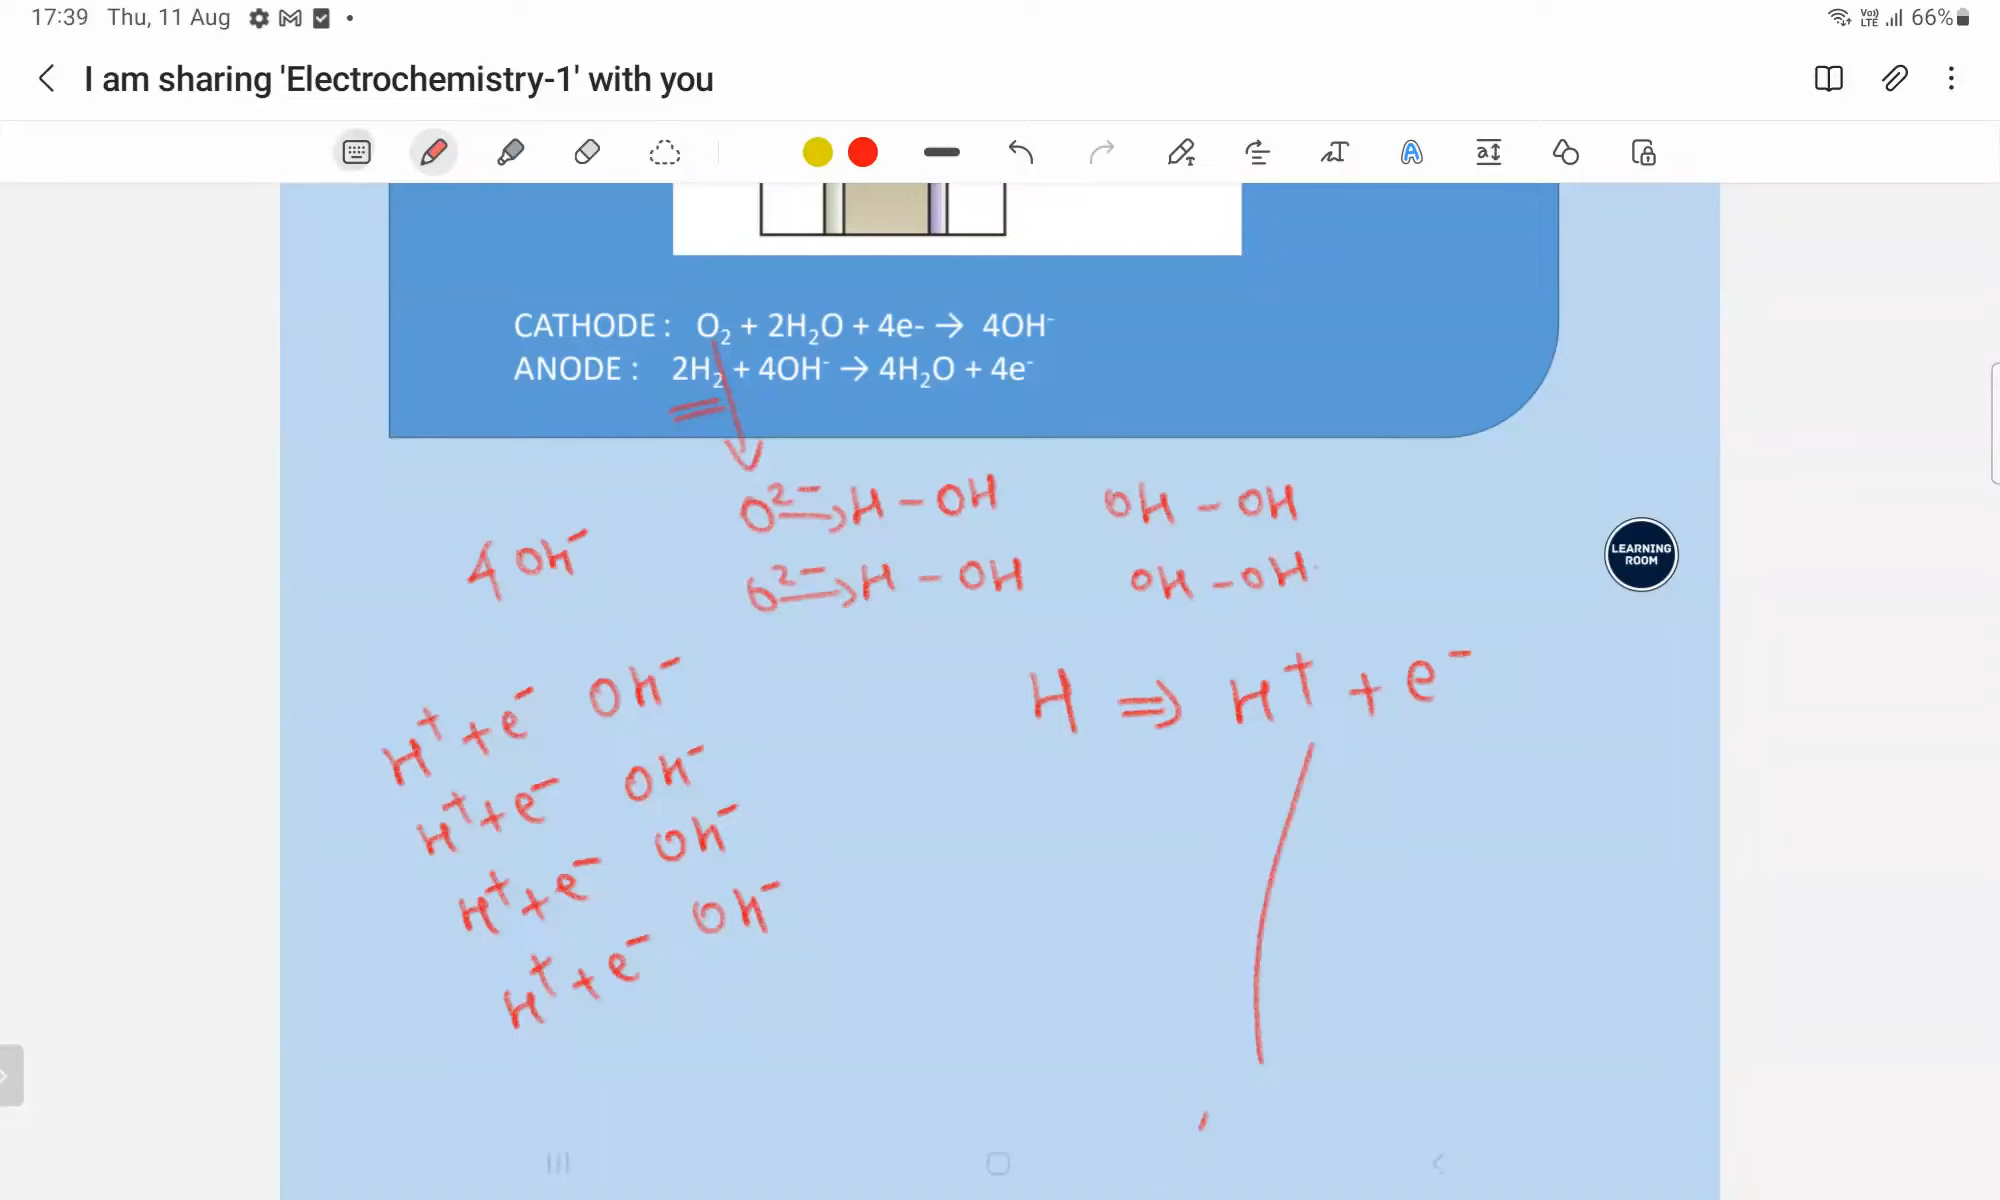 17:39 Thu, 11 Aug
Vo)) LTE 66%
I am sharing 'Electrochemistry-1' with you
CATHODE : O₂ + 2H₂O + 4e- → 4OH⁻
ANODE : 2H₂ + 4OH⁻ → 4H₂O + 4e⁻
O²⁻ → H – OH OH – OH
4 OH⁻
O²⁻ → H – OH OH – OH
LEARNING
ROOM
H ⇒ H⁺ + e⁻
H⁺ + e⁻ OH⁻
H⁺ + e⁻ OH⁻
H⁺ + e⁻ OH⁻
H⁺ + e⁻ OH⁻